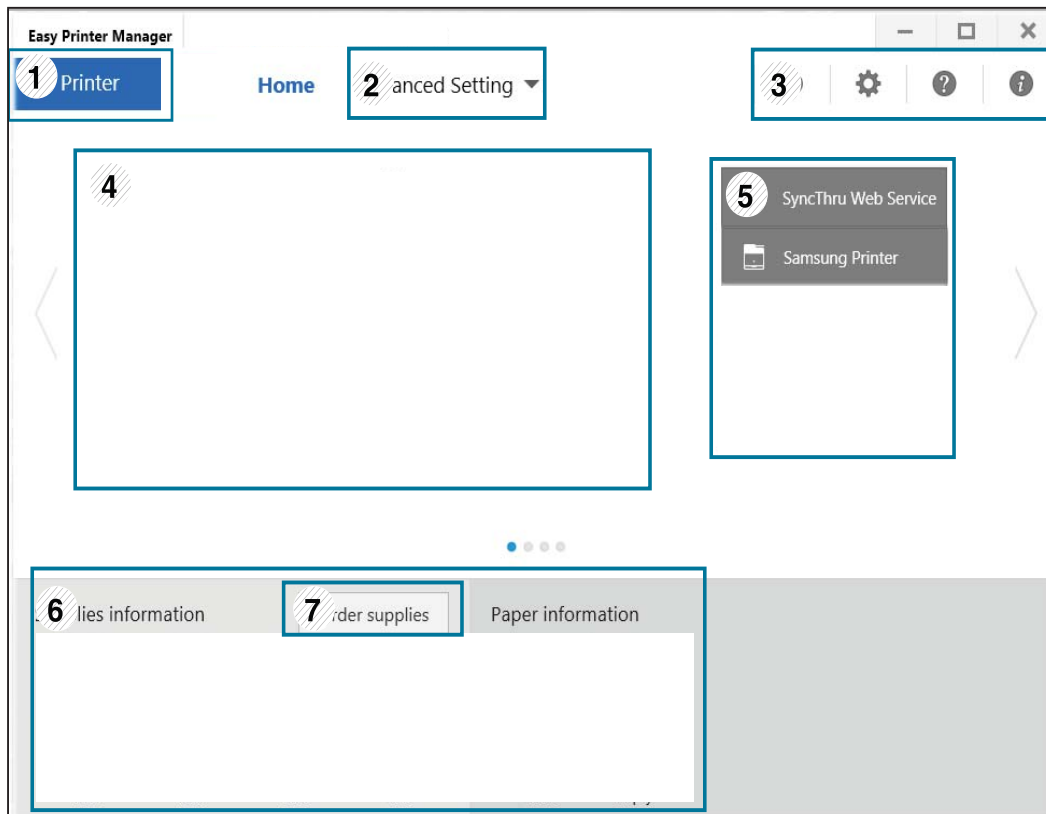 Easy Printer Manager
1 Printer
Home
2 anced Setting
3
4
5 SyncThru Web Service
Samsung Printer
6 lies information
7 rder supplies
Paper information